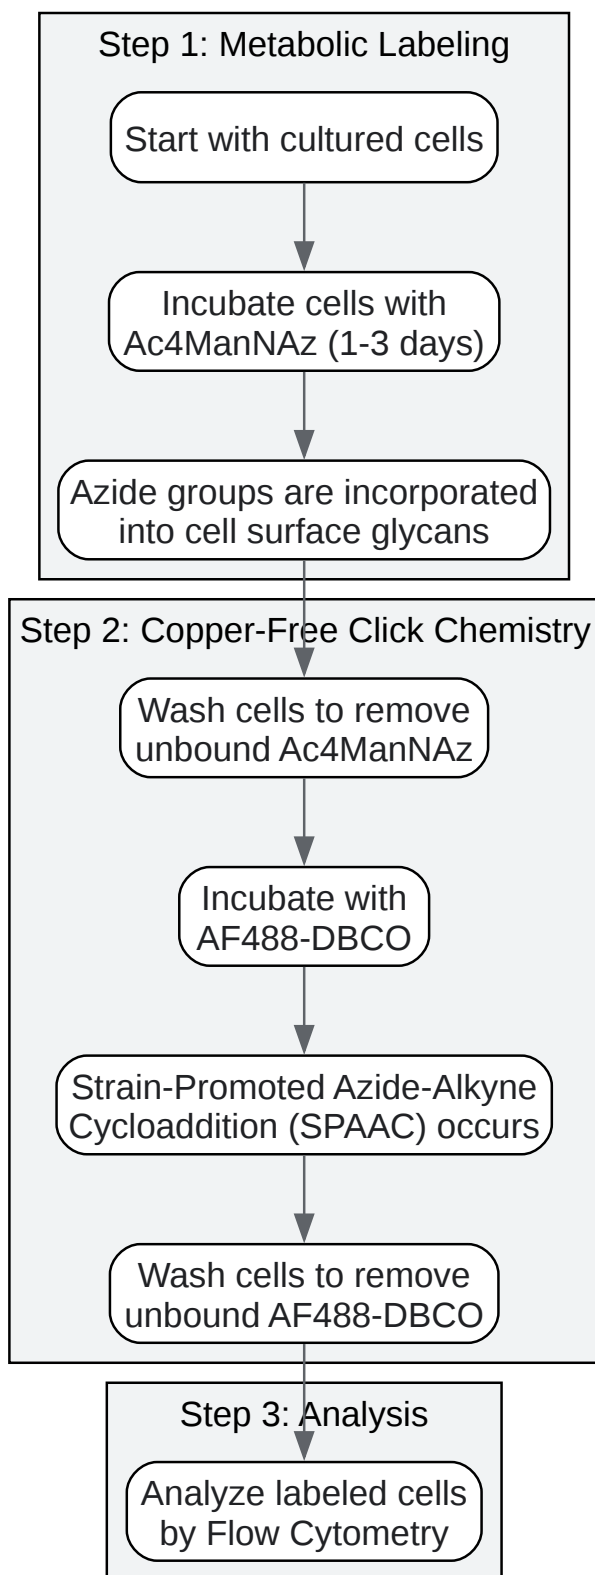 Step 1: Metabolic Labeling
Start with cultured cells
Incubate cells with
Ac4ManNAz (1-3 days)
Azide groups are incorporated
into cell surface glycans
Step 2: Copper-Free Click Chemistry
Wash cells to remove
unbound Ac4ManNAz
Incubate with
AF488-DBCO
Strain-Promoted Azide-Alkyne
Cycloaddition (SPAAC) occurs
Wash cells to remove
unbound AF488-DBCO
Step 3: Analysis
Analyze labeled cells
by Flow Cytometry